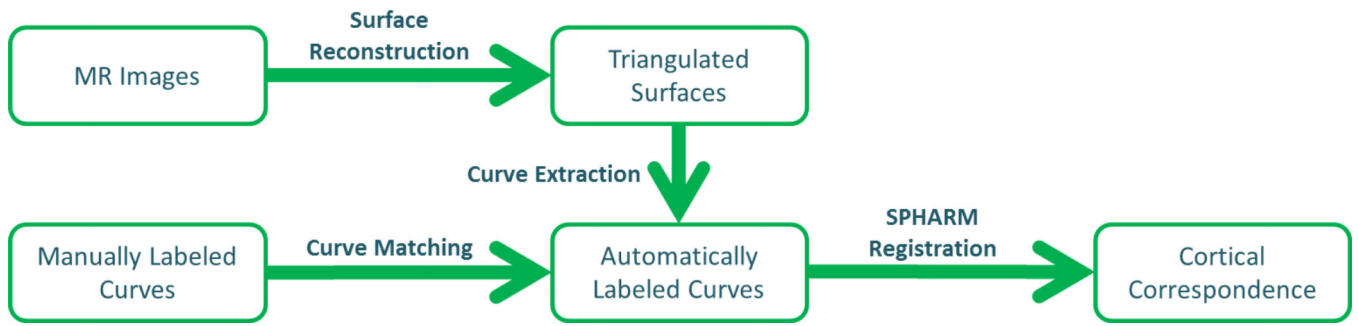 Surface
Reconstruction
MR Images
Triangulated
Surfaces
Curve Extraction
Manually Labeled
Curves
Curve Matching
Automatically
Labeled Curves
SPHARM
Registration
Cortical
Correspondence